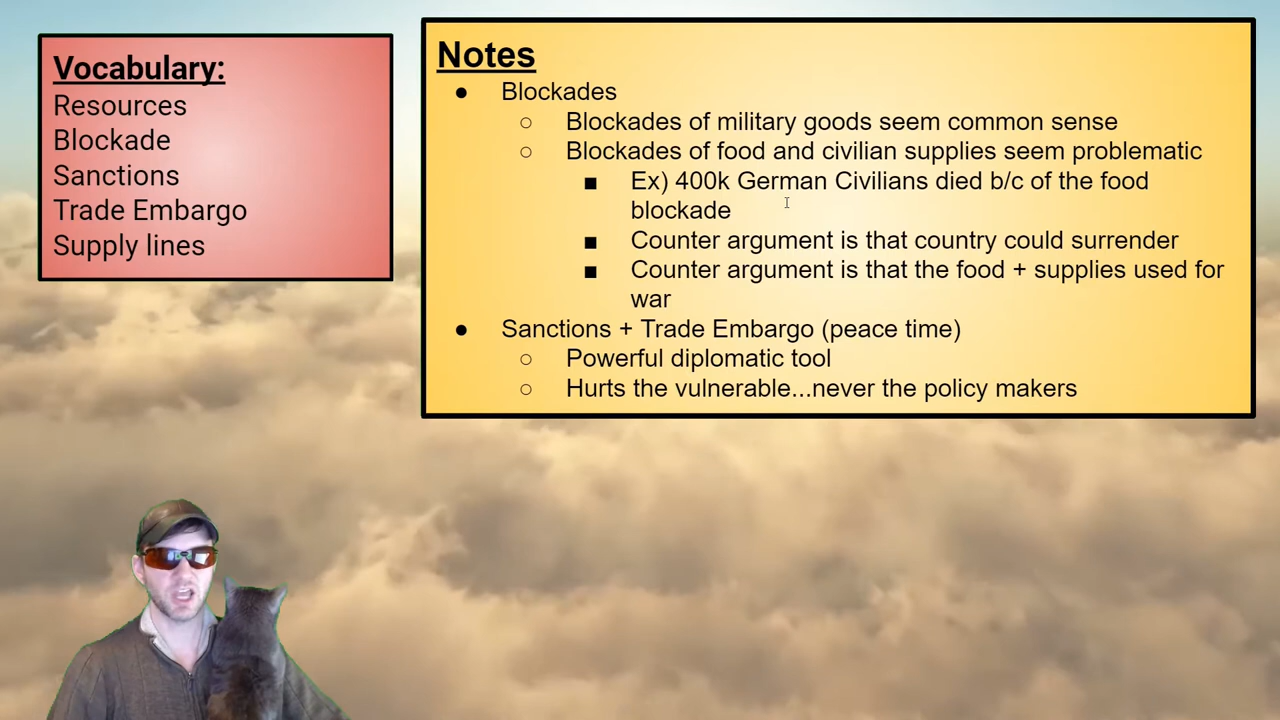 Vocabulary:
Resources
Blockade
Sanctions
Trade Embargo
Supply lines
Notes
● Blockades
○ Blockades of military goods seem common sense
○ Blockades of food and civilian supplies seem problematic
■ Ex) 400k German Civilians died b/c of the food
blockade
■ Counter argument is that country could surrender
■ Counter argument is that the food + supplies used for
war
● Sanctions + Trade Embargo (peace time)
○ Powerful diplomatic tool
○ Hurts the vulnerable...never the policy makers